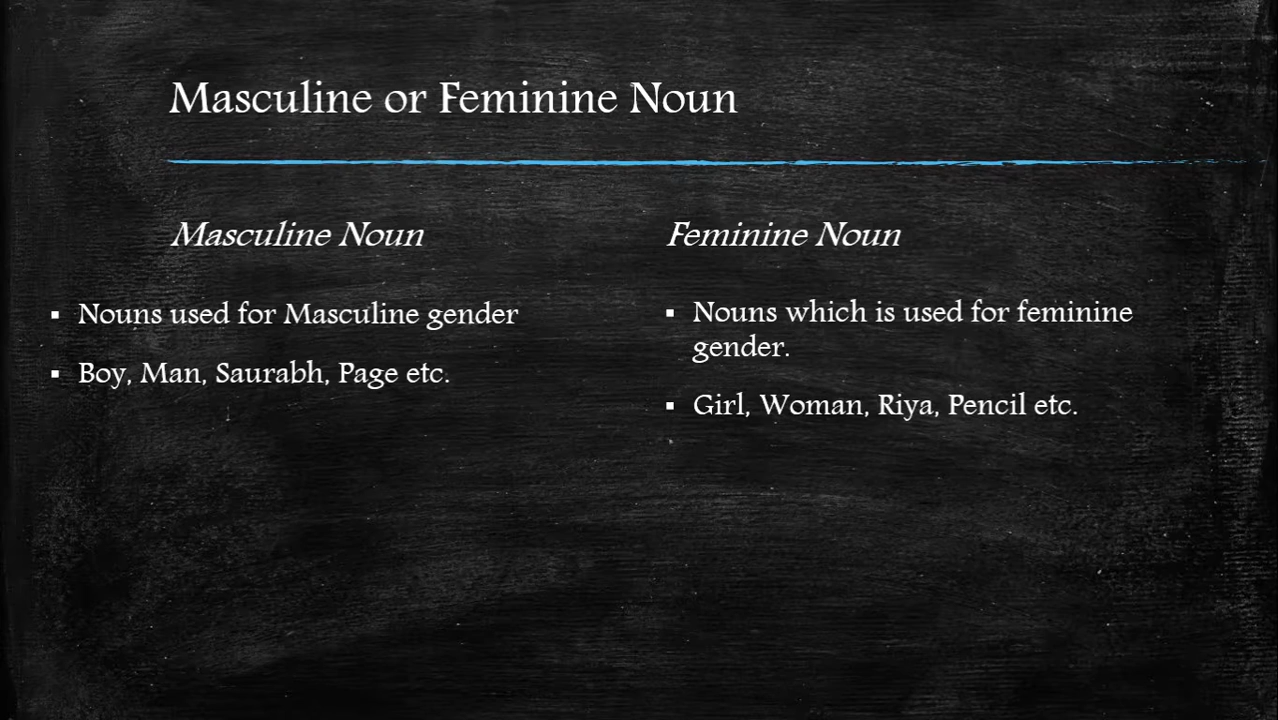 Masculine or Feminine Noun
Masculine Noun
▪ Nouns used for Masculine gender
▪ Boy, Man, Saurabh, Page etc.
Feminine Noun
▪ Nouns which is used for feminine
gender.
▪ Girl, Woman, Riya, Pencil etc.